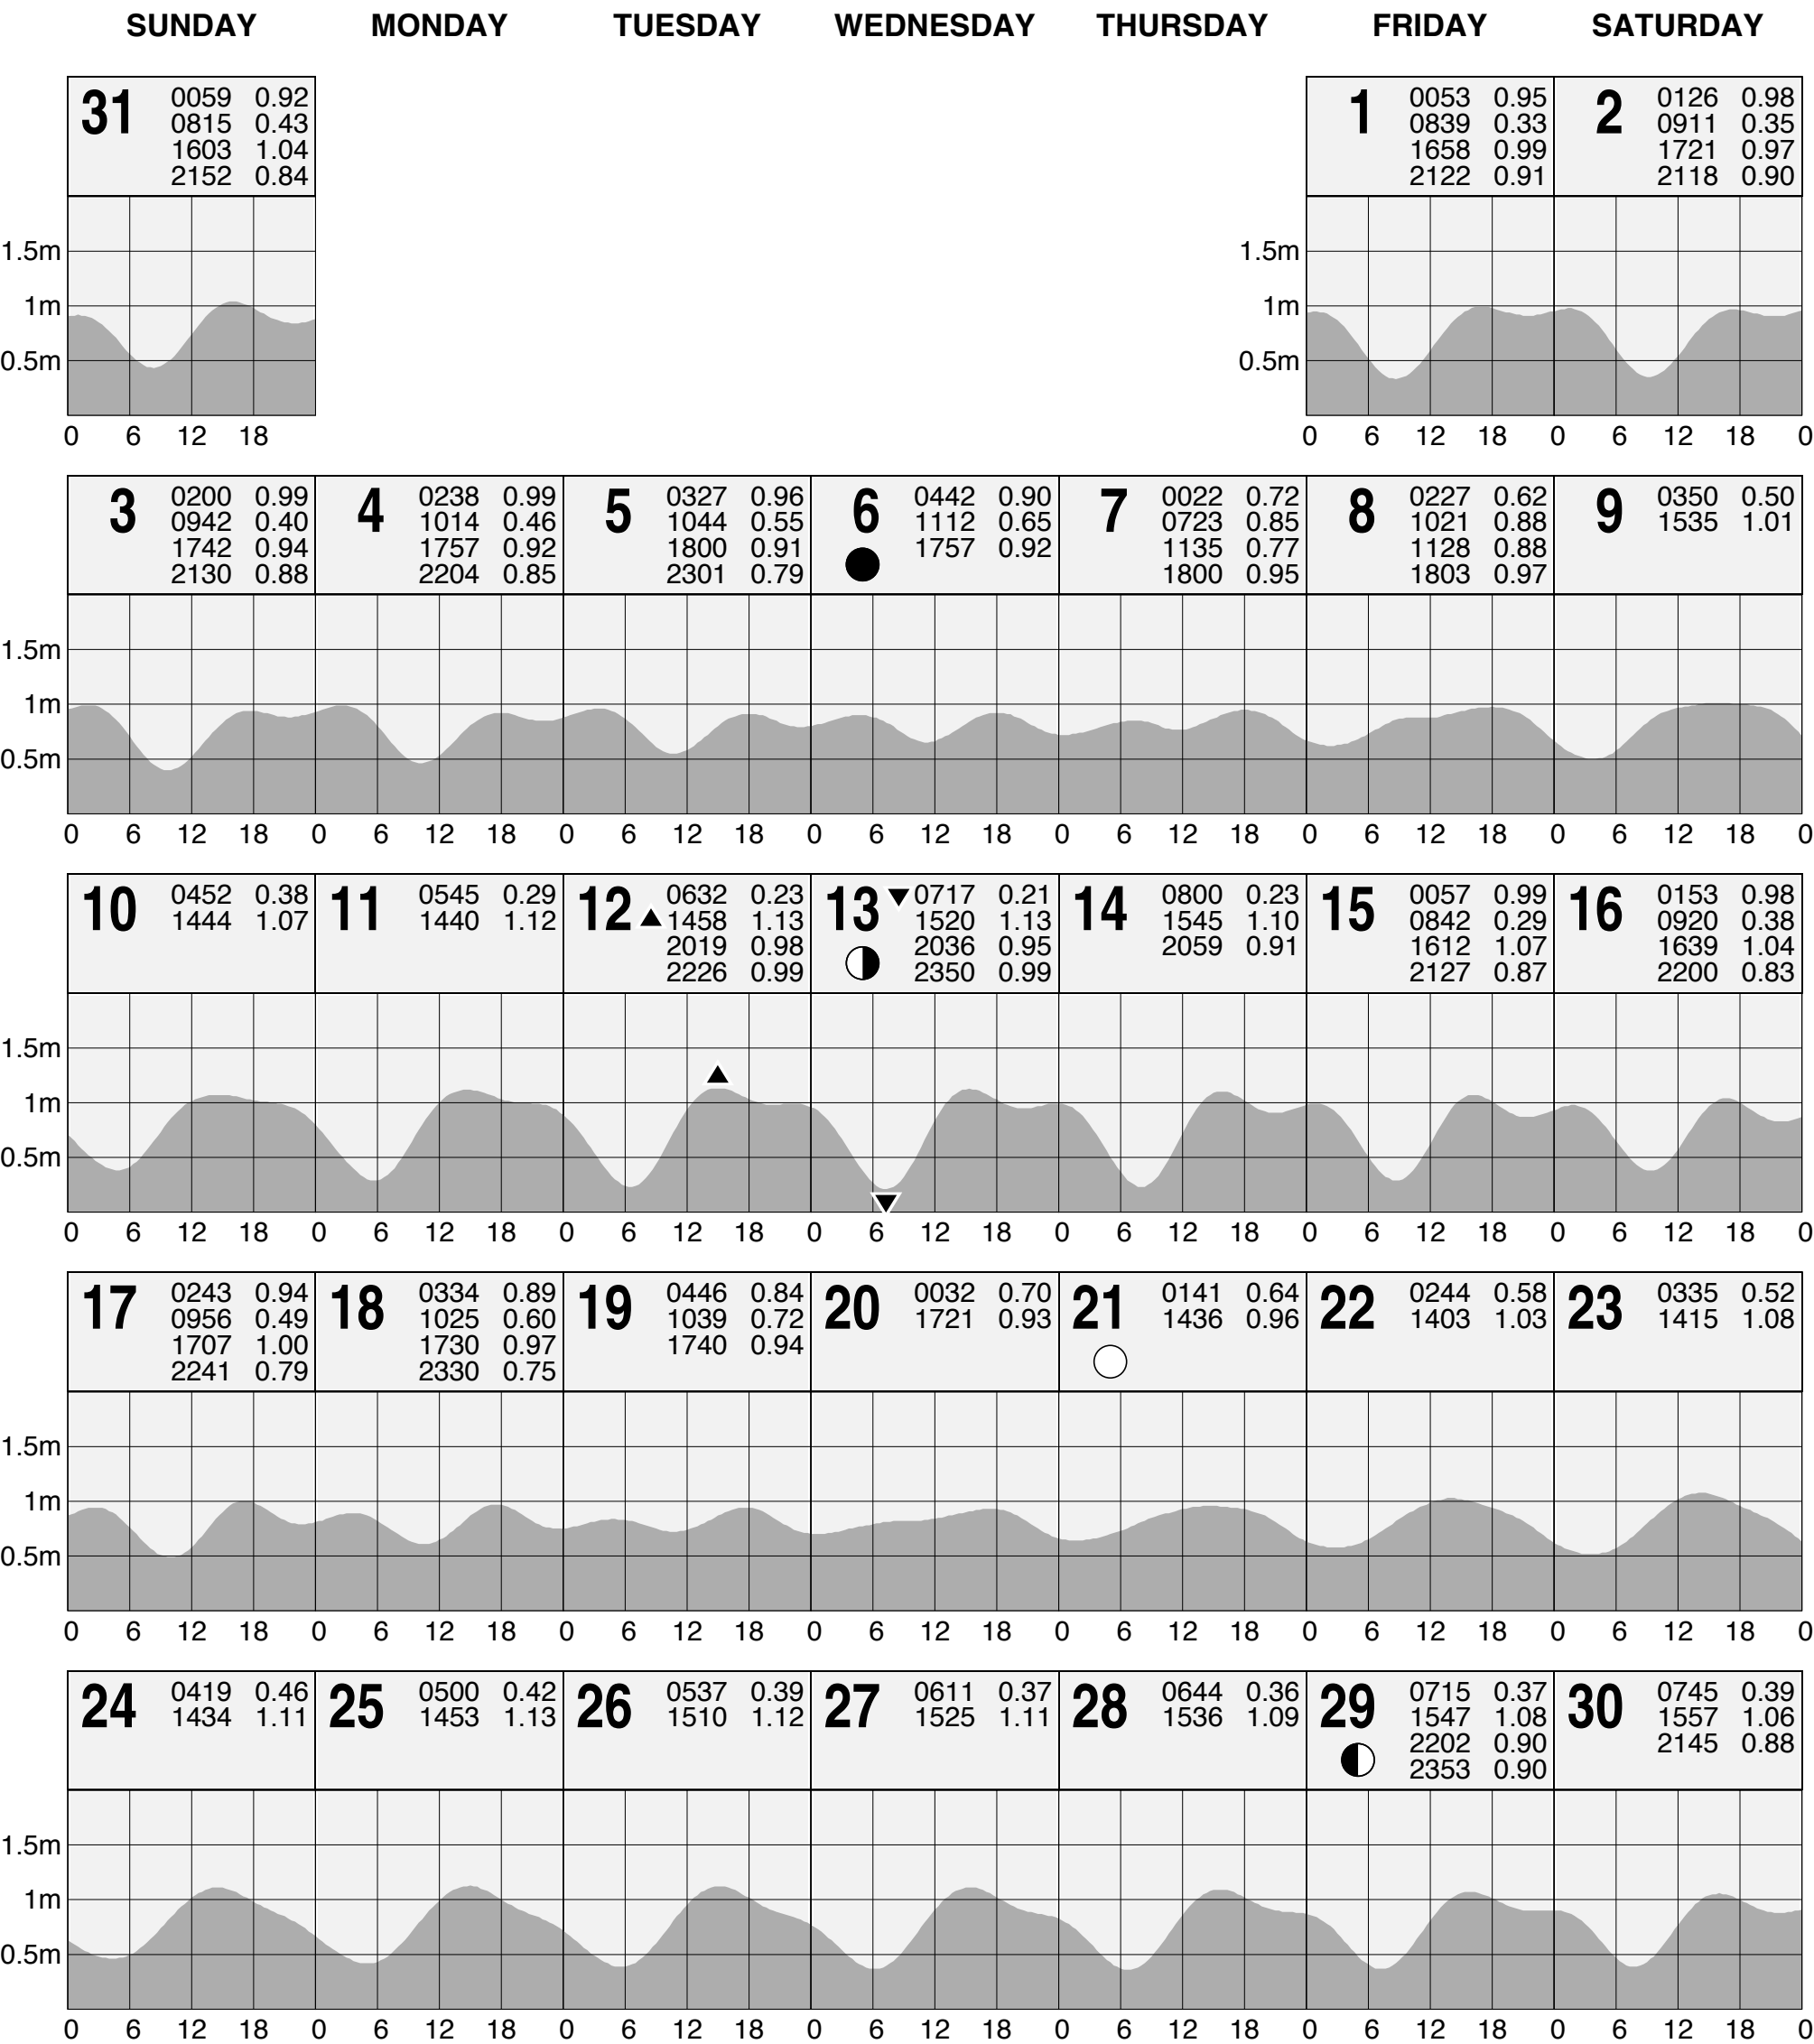 SUNDAY MONDAY TUESDAY WEDNESDAY THURSDAY FRIDAY SATURDAY
31 0059 0.92
0815 0.43
1603 1.04
2152 0.84
1 0053 0.95
0839 0.33
1658 0.99
2122 0.91
2 0126 0.98
0911 0.35
1721 0.97
2118 0.90
1.5m
1m
0.5m
1.5m
1m
0.5m
0 6 12 18
0 6 12 18 0 6 12 18 0
3 0200 0.99
0942 0.40
1742 0.94
2130 0.88
4 0238 0.99
1014 0.46
1757 0.92
2204 0.85
5 0327 0.96
1044 0.55
1800 0.91
2301 0.79
6 0442 0.90
1112 0.65
1757 0.92
7 0022 0.72
0723 0.85
1135 0.77
1800 0.95
8 0227 0.62
1021 0.88
1128 0.88
1803 0.97
9 0350 0.50
1535 1.01
1.5m
1m
0.5m
0 6 12 18 0 6 12 18 0 6 12 18 0 6 12 18 0 6 12 18 0 6 12 18 0 6 12 18 0
10 0452 0.38
1444 1.07
11 0545 0.29
1440 1.12
12 0632 0.23
1458 1.13
2019 0.98
2226 0.99
13 0717 0.21
1520 1.13
2036 0.95
2350 0.99
14 0800 0.23
1545 1.10
2059 0.91
15 0057 0.99
0842 0.29
1612 1.07
2127 0.87
16 0153 0.98
0920 0.38
1639 1.04
2200 0.83
1.5m
1m
0.5m
0 6 12 18 0 6 12 18 0 6 12 18 0 6 12 18 0 6 12 18 0 6 12 18 0 6 12 18 0
17 0243 0.94
0956 0.49
1707 1.00
2241 0.79
18 0334 0.89
1025 0.60
1730 0.97
2330 0.75
19 0446 0.84
1039 0.72
1740 0.94
20 0032 0.70
1721 0.93
21 0141 0.64
1436 0.96
22 0244 0.58
1403 1.03
23 0335 0.52
1415 1.08
1.5m
1m
0.5m
0 6 12 18 0 6 12 18 0 6 12 18 0 6 12 18 0 6 12 18 0 6 12 18 0 6 12 18 0
24 0419 0.46
1434 1.11
25 0500 0.42
1453 1.13
26 0537 0.39
1510 1.12
27 0611 0.37
1525 1.11
28 0644 0.36
1536 1.09
29 0715 0.37
1547 1.08
2202 0.90
2353 0.90
30 0745 0.39
1557 1.06
2145 0.88
1.5m
1m
0.5m
0 6 12 18 0 6 12 18 0 6 12 18 0 6 12 18 0 6 12 18 0 6 12 18 0 6 12 18 0